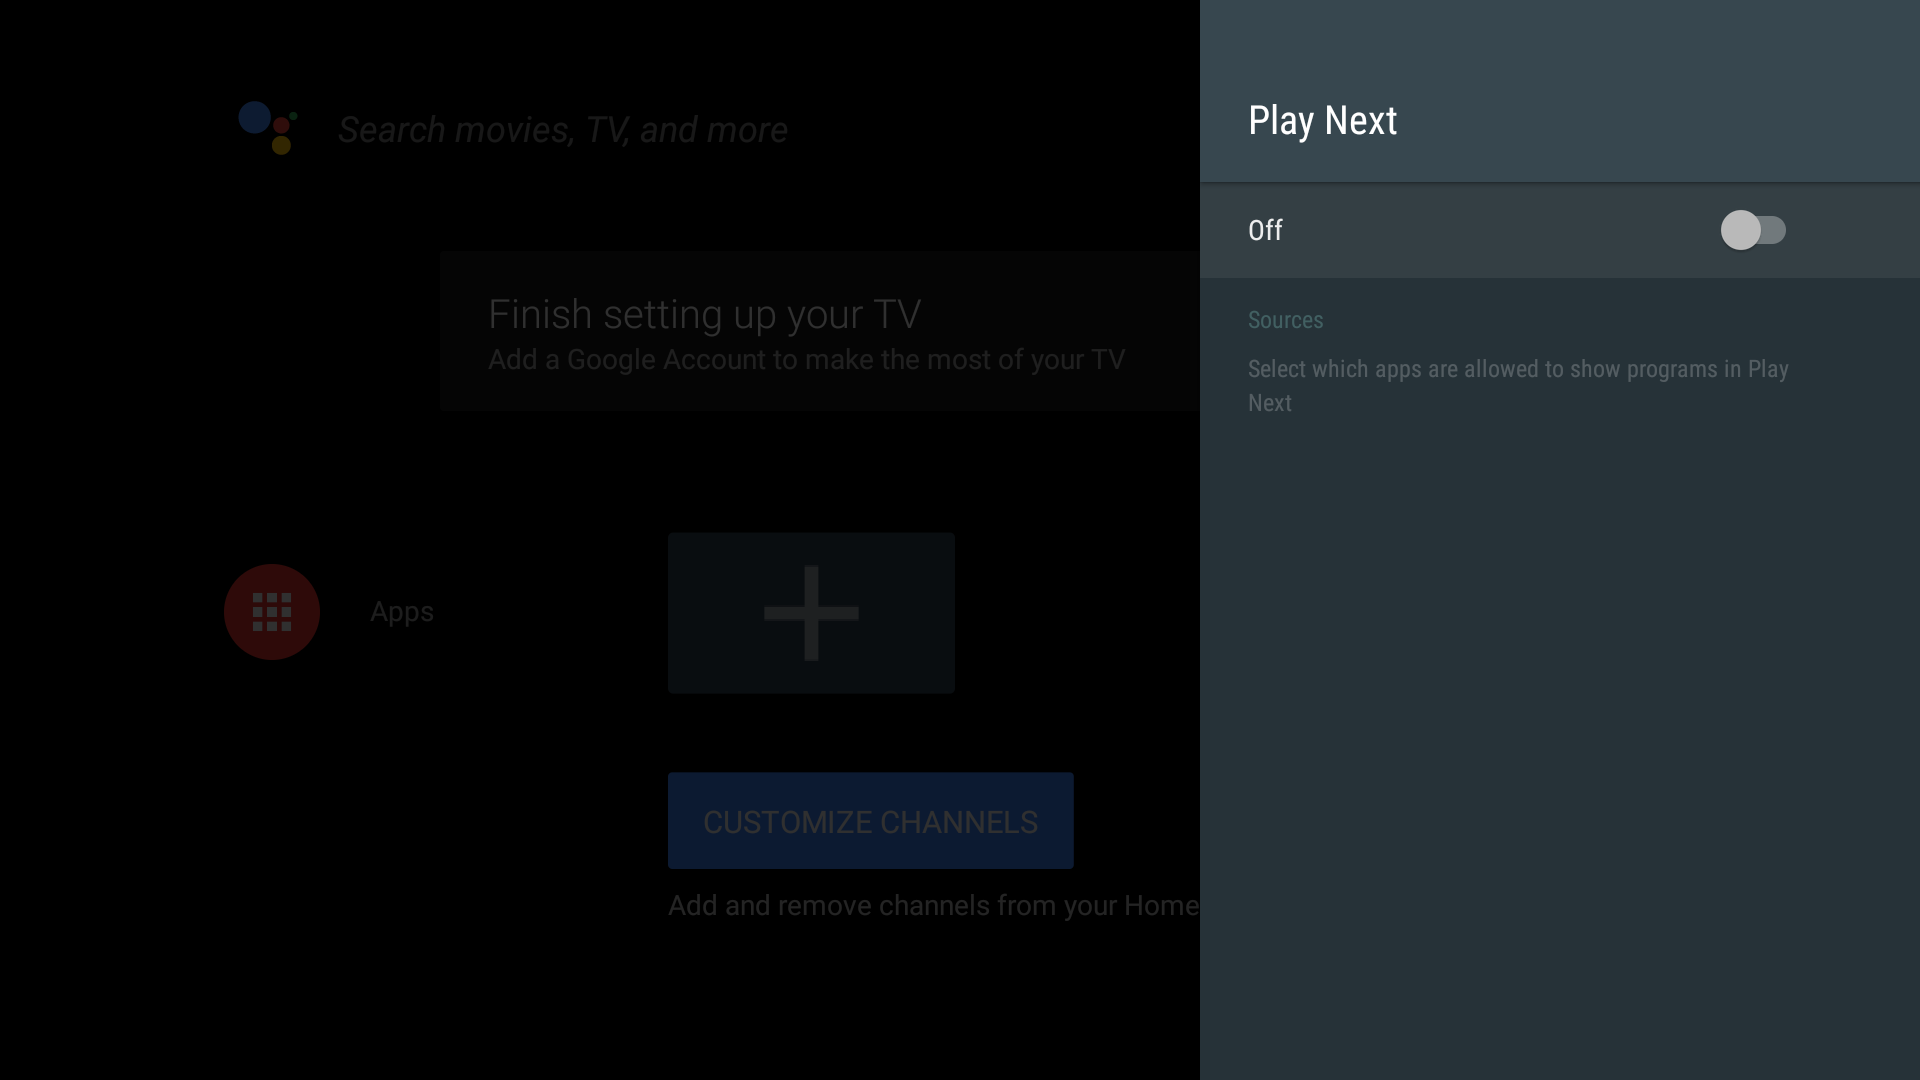 Search movies, TV, and more
Finish setting up your TV
Add a Google Account to make the most of your TV
Apps
CUSTOMIZE CHANNELS
Add and remove channels from your Home
Play Next
Off
Sources
Select which apps are allowed to show programs in Play
Next